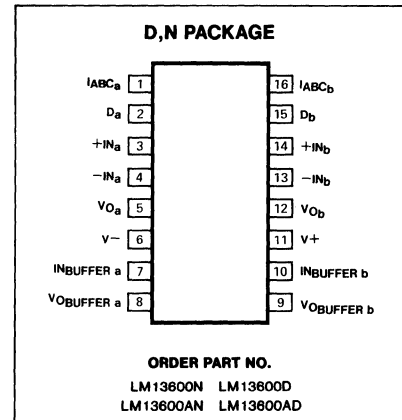 D,N PACKAGE
IABCa 1 16 IABCb
Da 2 15 Db
+INa 3 14 +INb
−INa 4 13 −INb
VOa 5 12 VOb
V− 6 11 V+
INBUFFER a 7 10 INBUFFER b
VOBUFFER a 8 9 VOBUFFER b
ORDER PART NO.
LM13600N LM13600D
LM13600AN LM13600AD